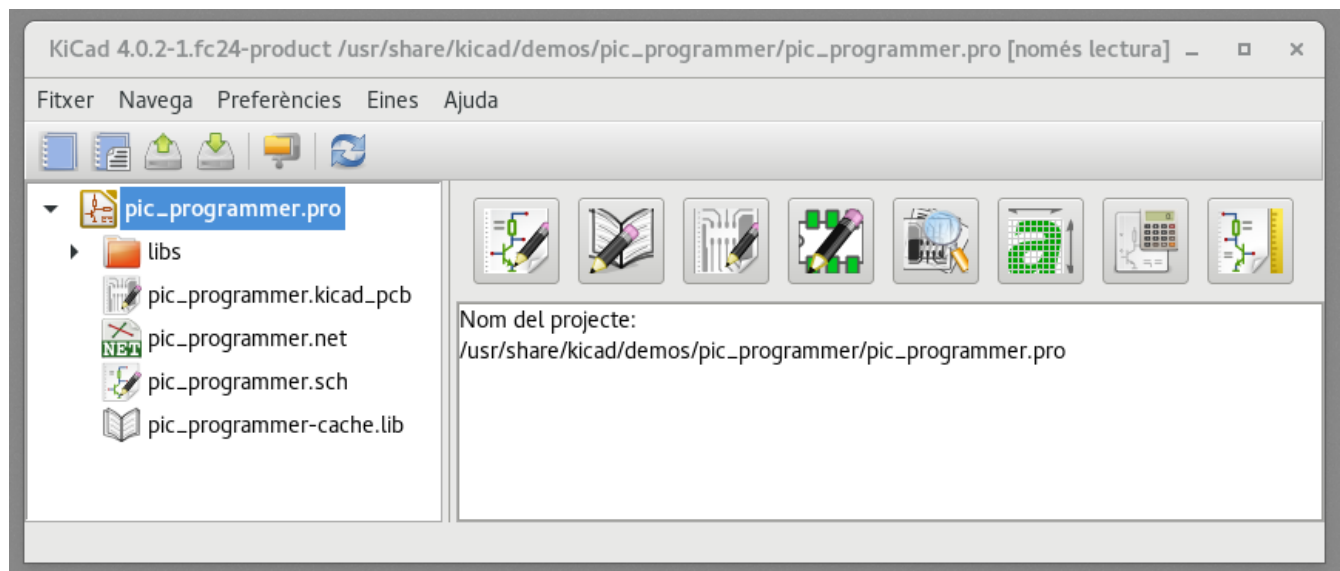 KiCad 4.0.2-1.fc24-product /usr/share/kicad/demos/pic_programmer/pic_programmer.pro [només lectura]
Fitxer Navega Preferències Eines Ajuda
pic_programmer.pro
libs
pic_programmer.kicad_pcb
NET pic_programmer.net
pic_programmer.sch
pic_programmer-cache.lib
a
Nom del projecte:
/usr/share/kicad/demos/pic_programmer/pic_programmer.pro